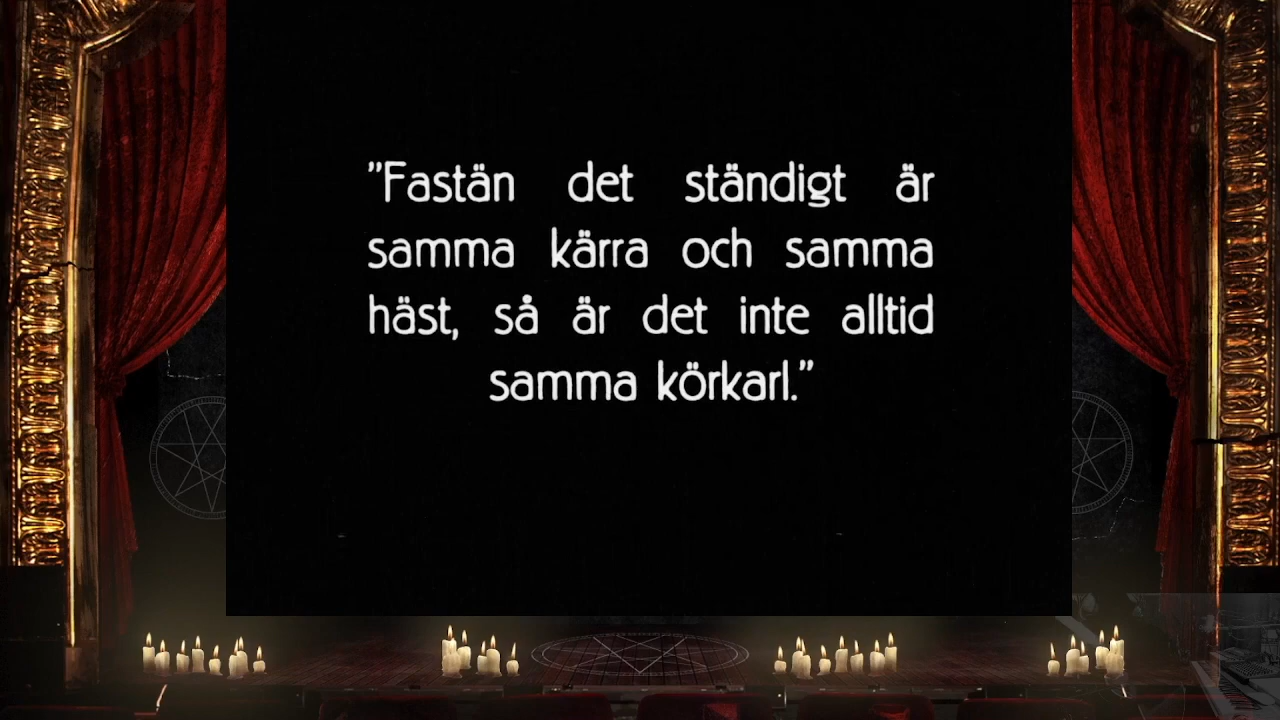 ”Fastän det ständigt är
samma kärra och samma
häst, så är det inte alltid
samma körkarl.”